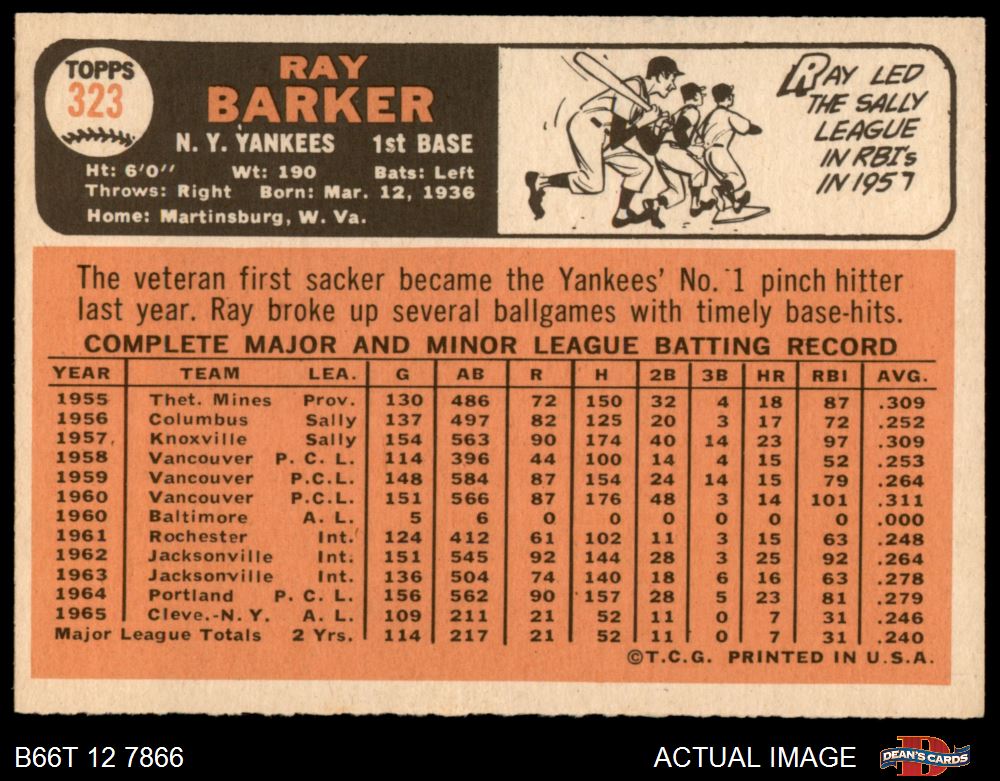 TOPPS
323
RAY
BARKER
N. Y. YANKEES 1st BASE
Ht: 6'0" Wt: 190 Bats: Left
Throws: Right Born: Mar. 12, 1936
Home: Martinsburg, W. Va.
RAY LED
THE SALLY
LEAGUE
IN RBI's
IN 1957
The veteran first sacker became the Yankees' No. 1 pinch hitter
last year. Ray broke up several ballgames with timely base-hits.
COMPLETE MAJOR AND MINOR LEAGUE BATTING RECORD
YEAR TEAM LEA. G AB R H 2B 3B HR RBI AVG.
1955 Thet. Mines Prov. 130 486 72 150 32 4 18 87 .309
1956 Columbus Sally 137 497 82 125 20 3 17 72 .252
1957 Knoxville Sally 154 563 90 174 40 14 23 97 .309
1958 Vancouver P. C. L. 114 396 44 100 14 4 15 52 .253
1959 Vancouver P.C.L. 148 584 87 154 24 14 15 79 .264
1960 Vancouver P.C.L. 151 566 87 176 48 3 14 101 .311
1960 Baltimore A. L. 5 6 0 0 0 0 0 0 .000
1961 Rochester Int. 124 412 61 102 11 3 15 63 .248
1962 Jacksonville Int. 151 545 92 144 28 3 25 92 .264
1963 Jacksonville Int. 136 504 74 140 18 6 16 63 .278
1964 Portland P. C. L. 156 562 90 157 28 5 23 81 .279
1965 Cleve.-N. Y. A. L. 109 211 21 52 11 0 7 31 .246
Major League Totals 2 Yrs. 114 217 21 52 11 0 7 31 .240
©T.C.G. PRINTED IN U.S.A.
B66T 12 7866
ACTUAL IMAGE
DEAN'S CARDS